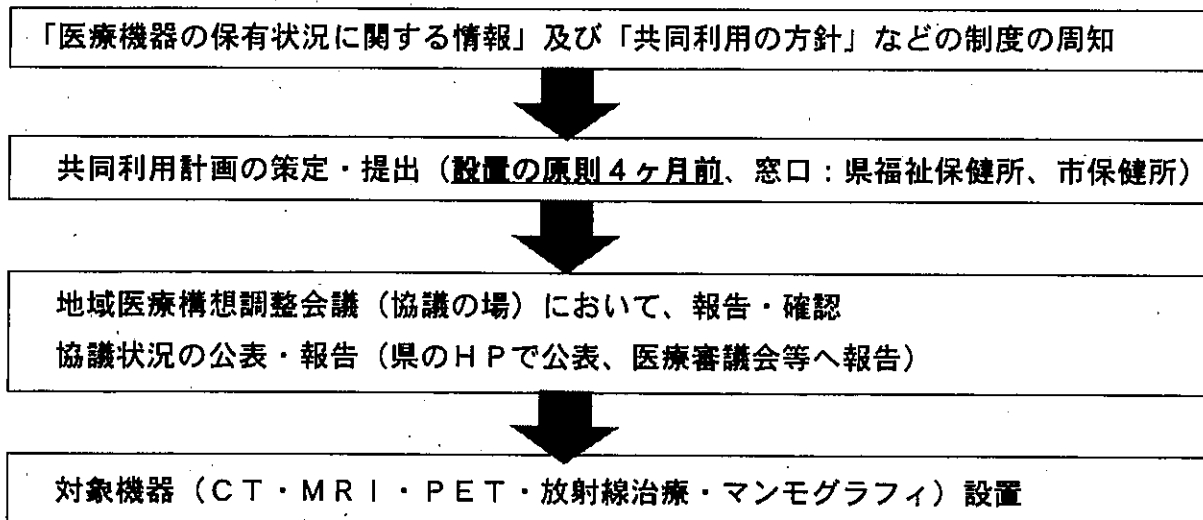 「医療機器の保有状況に関する情報」及び「共同利用の方針」などの制度の周知
共同利用計画の策定・提出（設置の原則４ヶ月前、窓口：県福祉保健所、市保健所）
地域医療構想調整会議（協議の場）において、報告・確認
協議状況の公表・報告（県のＨＰで公表、医療審議会等へ報告）
対象機器（ＣＴ・ＭＲＩ・ＰＥＴ・放射線治療・マンモグラフィ）設置